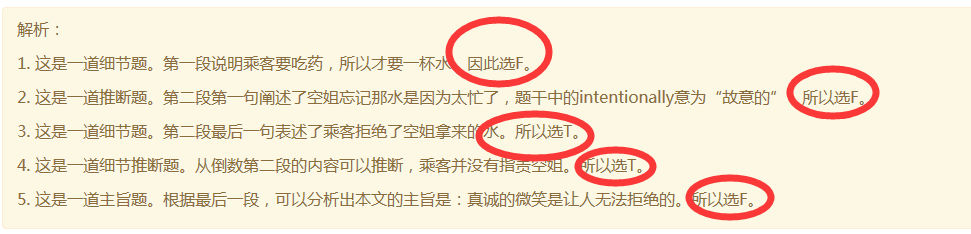 解析：
1. 这是一道细节题。第一段说明乘客要吃药，所以才要一杯水。因此选F。
2. 这是一道推断题。第二段第一句阐述了空姐忘记那水是因为太忙了，题干中的intentionally意为“故意的”，所以选F。
3. 这是一道细节题。第二段最后一句表述了乘客拒绝了空姐拿来的水。所以选T。
4. 这是一道细节推断题。从倒数第二段的内容可以推断，乘客并没有指责空姐。所以选T。
5. 这是一道主旨题。根据最后一段，可以分析出本文的主旨是：真诚的微笑是让人无法拒绝的。所以选F。